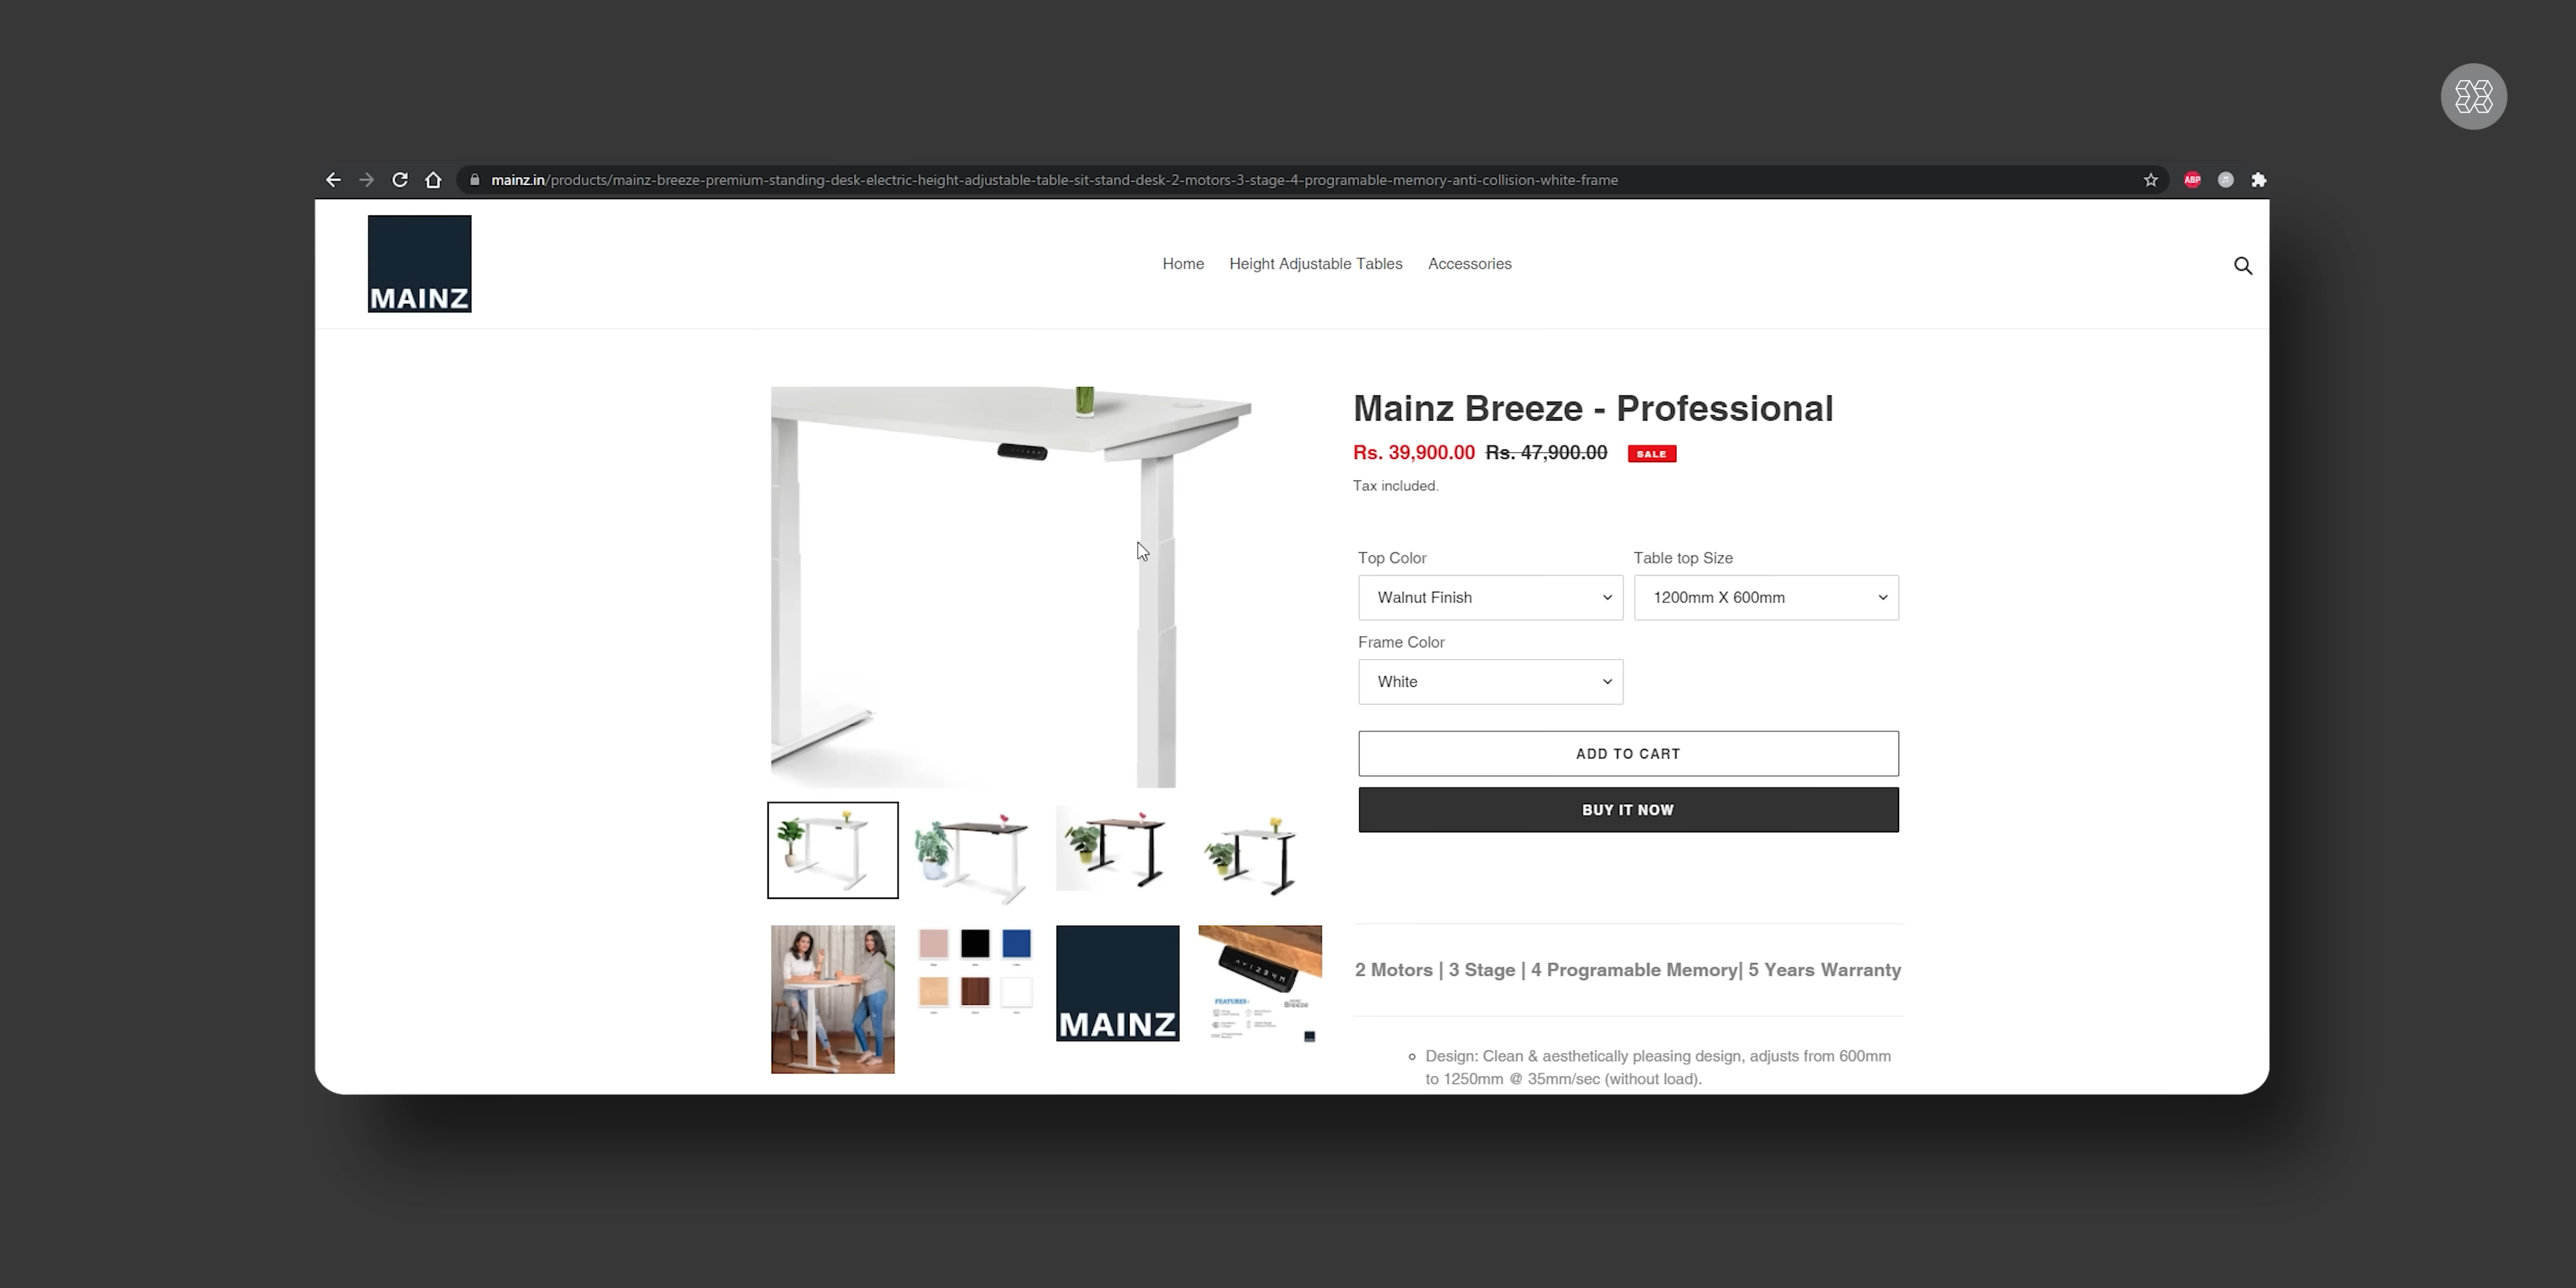 ABP
mainz.in/products/mainz-breeze-premium-standing-desk-electric-height-adjustable-table-sit-stand-desk-2-motors-3-stage-4-programable-memory-anti-collision-white-frame
MAINZ
Home Height Adjustable Tables Accessories
Mainz Breeze - Professional
Rs. 39,900.00 Rs. 47,900.00 SALE
Tax included.
Top Color Table top Size
Walnut Finish 1200mm X 600mm
Frame Color
White
ADD TO CART
BUY IT NOW
MAINZ
FEATURES:
Breeze
2 Motors | 3 Stage | 4 Programable Memory| 5 Years Warranty
Design: Clean & aesthetically pleasing design, adjusts from 600mm
to 1250mm @ 35mm/sec (without load).